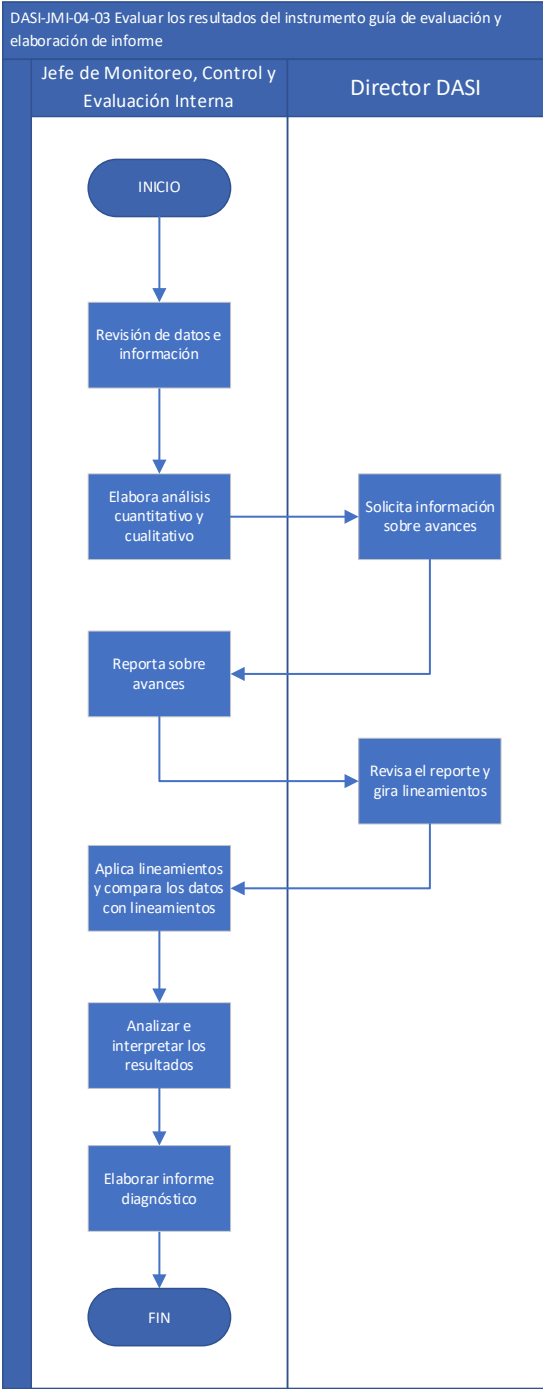 DASI-JMI-04-03 Evaluar los resultados del instrumento guía de evaluación y
elaboración de informe
Jefe de Monitoreo, Control y
Evaluación Interna
Director DASI
INICIO
Revisión de datos e
información
Elabora análisis
cuantitativo y
cualitativo
Solicita información
sobre avances
Reporta sobre
avances
Revisa el reporte y
gira lineamientos
Aplica lineamientos
y compara los datos
con lineamientos
Analizar e
interpretar los
resultados
Elaborar informe
diagnóstico
FIN